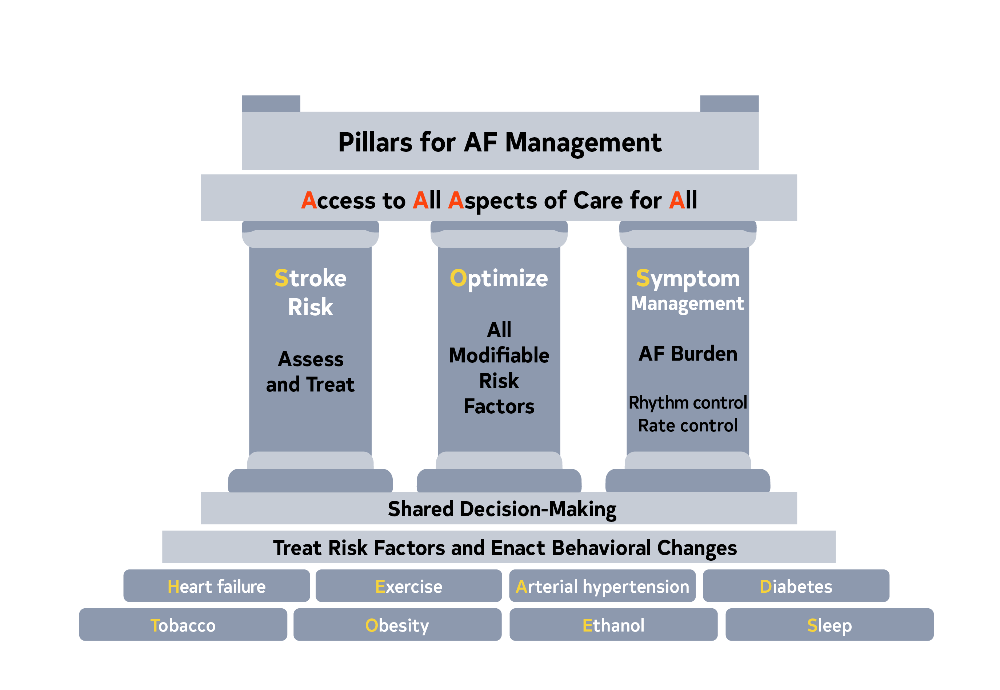 Pillars for AF Management
Access to All Aspects of Care for All
Stroke
Risk
Assess
and Treat
Optimize
All
Modifiable
Risk
Factors
Symptom
Management
AF Burden
Rhythm control
Rate control
Shared Decision-Making
Treat Risk Factors and Enact Behavioral Changes
Heart failure
Exercise
Arterial hypertension
Diabetes
Tobacco
Obesity
Ethanol
Sleep